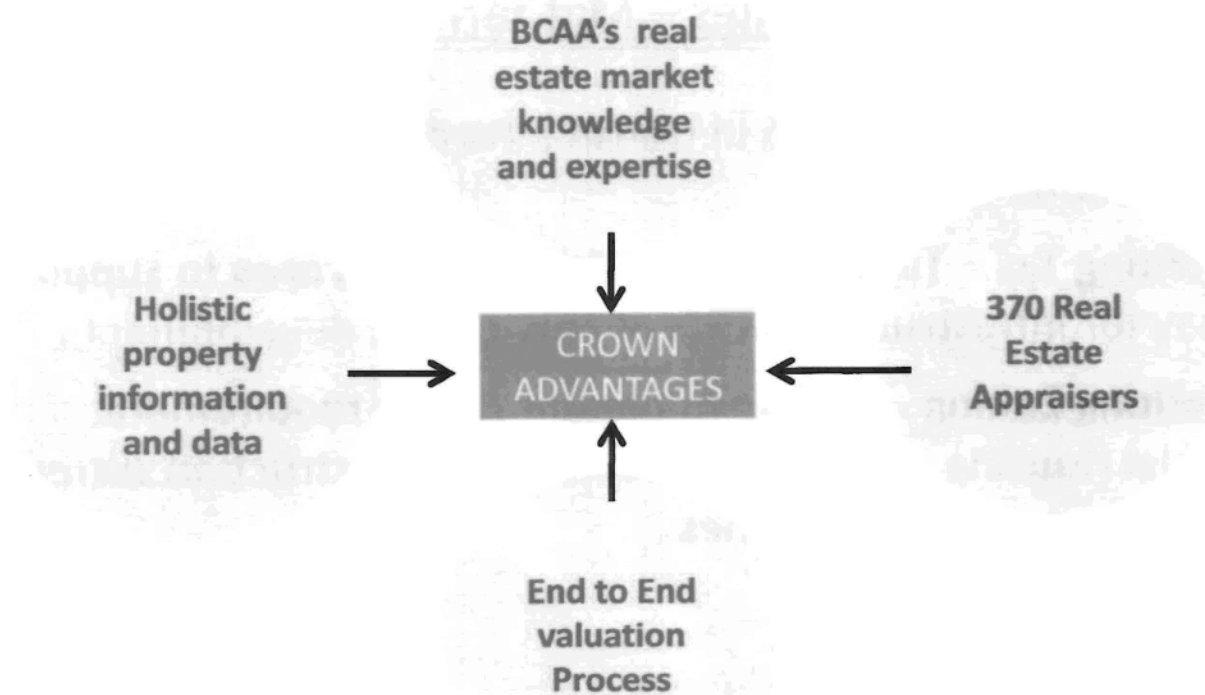 BCAA's real
estate market
knowledge
and expertise
Holistic
property
information
and data
CROWN
ADVANTAGES
370 Real
Estate
Appraisers
End to End
valuation
Process